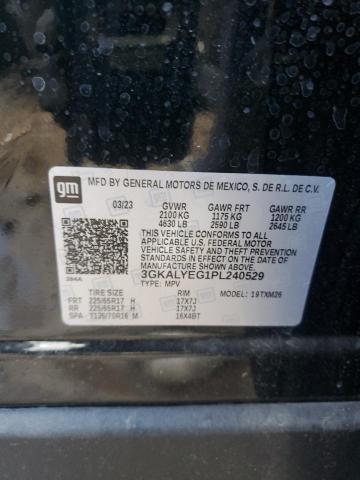 gm
MFD BY GENERAL MOTORS DE MEXICO, S. DE R.L. DE C.V.
03/23 GVWR GAWR FRT GAWR RR
2100 KG 1175 KG 1200 KG
4630 LB 2590 LB 2645 LB
THIS VEHICLE CONFORMS TO ALL APPLICABLE
U.S. FEDERAL MOTOR VEHICLE SAFETY,
BUMPER, AND THEFT PREVENTION STANDARDS
IN EFFECT ON THE DATE OF
MANUFACTURE SHOWN ABOVE.
3GKALYEG1PL240529
TYPE: MPV MODEL: 19TXM26
TIRE SIZE RIM
FRT 225/65R17 H 17X7J
RR 225/65R17 H 17X7J
SPA T135/70R16 M 16X4BT